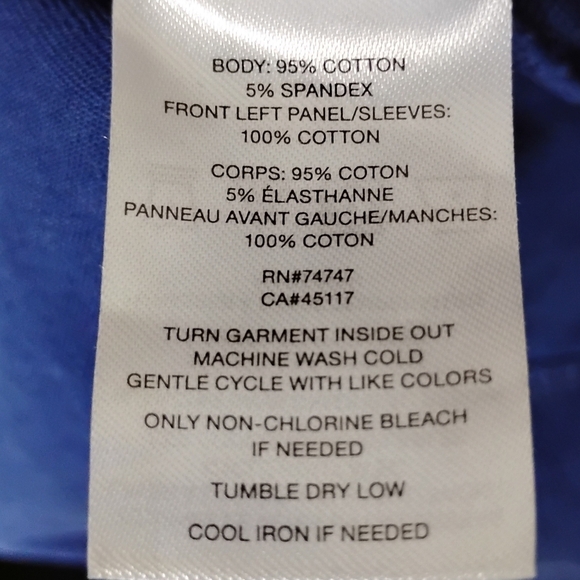 BODY: 95% COTTON
5% SPANDEX
FRONT LEFT PANEL/SLEEVES:
100% COTTON
CORPS: 95% COTON
5% ÉLASTHANNE
PANNEAU AVANT GAUCHE/MANCHES:
100% COTON
RN#74747
CA#45117
TURN GARMENT INSIDE OUT
MACHINE WASH COLD
GENTLE CYCLE WITH LIKE COLORS
ONLY NON-CHLORINE BLEACH
IF NEEDED
TUMBLE DRY LOW
COOL IRON IF NEEDED